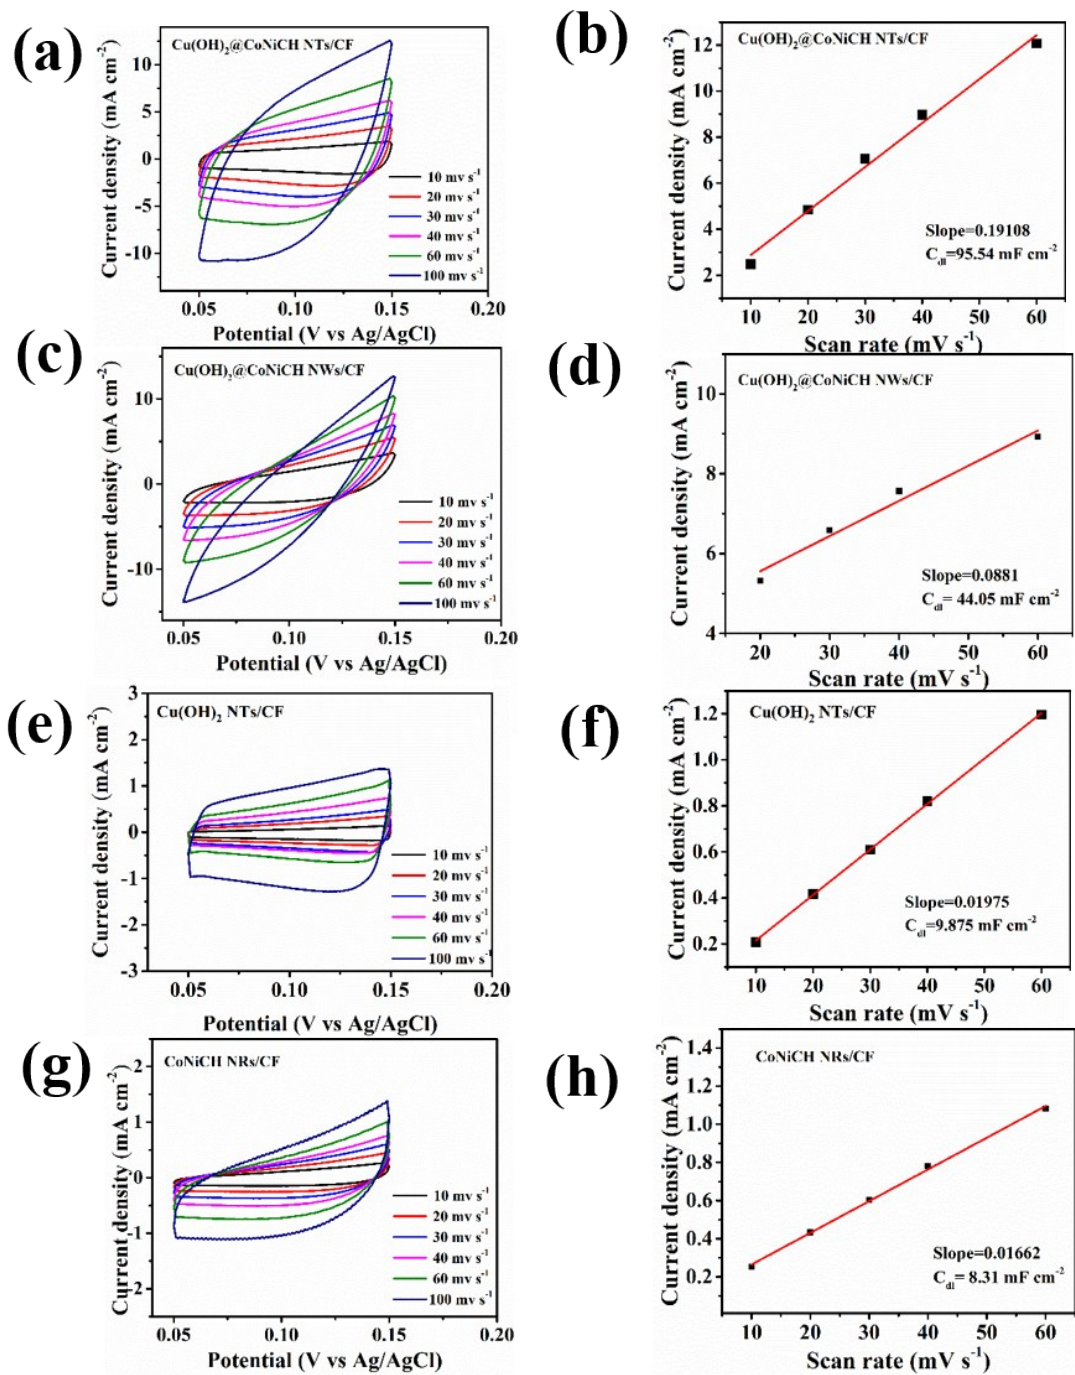 (a)
Cu(OH)₂@CoNiCH NTs/CF
Current density (mA cm⁻²)
10
5
0
-5
-10
10 mv s⁻¹
20 mv s⁻¹
30 mv s⁻¹
40 mv s⁻¹
60 mv s⁻¹
100 mv s⁻¹
0.05 0.10 0.15 0.20
Potential (V vs Ag/AgCl)
(b)
Cu(OH)₂@CoNiCH NTs/CF
Current density (mA cm⁻²)
12
10
8
6
4
2
Slope=0.19108
C_dl=95.54 mF cm⁻²
10 20 30 40 50 60
Scan rate (mV s⁻¹)
(c)
Cu(OH)₂@CoNiCH NWs/CF
Current density (mA cm⁻²)
10
0
-10
10 mv s⁻¹
20 mv s⁻¹
30 mv s⁻¹
40 mv s⁻¹
60 mv s⁻¹
100 mv s⁻¹
0.05 0.10 0.15 0.20
Potential (V vs Ag/AgCl)
(d)
Cu(OH)₂@CoNiCH NWs/CF
Current density (mA cm⁻²)
10
8
6
4
Slope=0.0881
C_dl= 44.05 mF cm⁻²
20 30 40 50 60
Scan rate (mV s⁻¹)
(e)
Cu(OH)₂ NTs/CF
Current density (mA cm⁻²)
3
2
1
0
-1
-2
-3
10 mv s⁻¹
20 mv s⁻¹
30 mv s⁻¹
40 mv s⁻¹
60 mv s⁻¹
100 mv s⁻¹
0.05 0.10 0.15 0.20
Potential (V vs Ag/AgCl)
(f)
Cu(OH)₂ NTs/CF
Current density (mA cm⁻²)
1.2
1.0
0.8
0.6
0.4
0.2
Slope=0.01975
C_dl=9.875 mF cm⁻²
10 20 30 40 50 60
Scan rate (mV s⁻¹)
(g)
CoNiCH NRs/CF
Current density (mA cm⁻²)
2
1
0
-1
2
10 mv s⁻¹
20 mv s⁻¹
30 mv s⁻¹
40 mv s⁻¹
60 mv s⁻¹
100 mv s⁻¹
0.05 0.10 0.15 0.20
Potential (V vs Ag/AgCl)
(h)
CoNiCH NRs/CF
Current density (mA cm⁻²)
1.4
1.2
1.0
0.8
0.6
0.4
0.2
Slope=0.01662
C_dl= 8.31 mF cm⁻²
10 20 30 40 50 60
Scan rate (mV s⁻¹)